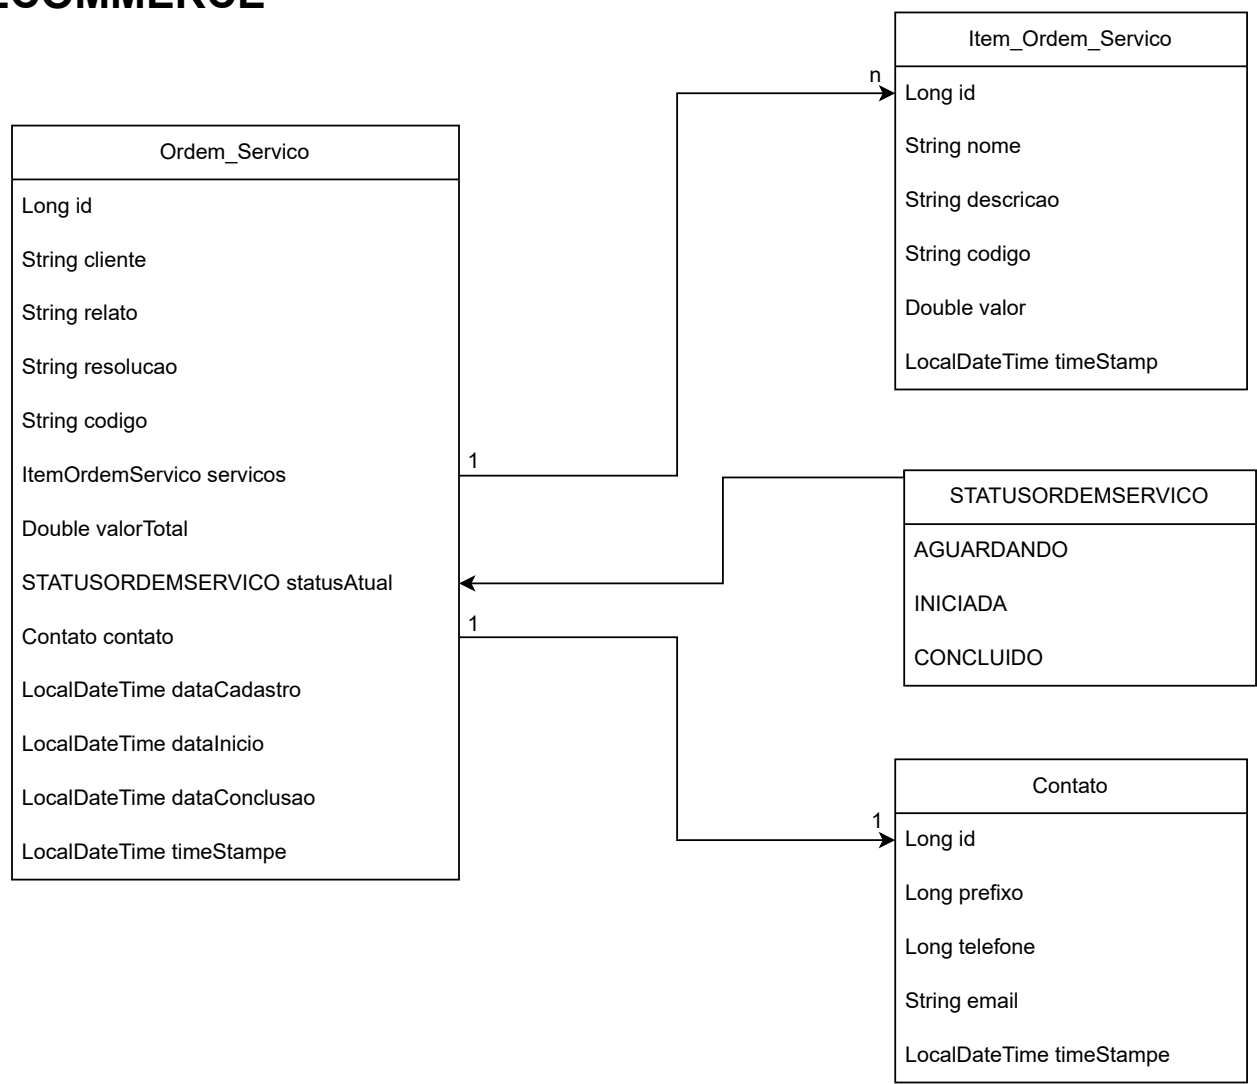 ECOMMERCE
Ordem_Servico
Long id
String cliente
String relato
String resolucao
String codigo
ItemOrdemServico servicos
Double valorTotal
STATUSORDEMSERVICO statusAtual
Contato contato
LocalDateTime dataCadastro
LocalDateTime dataInicio
LocalDateTime dataConclusao
LocalDateTime timeStampe
1
1
n
Item_Ordem_Servico
Long id
String nome
String descricao
String codigo
Double valor
LocalDateTime timeStamp
STATUSORDEMSERVICO
AGUARDANDO
INICIADA
CONCLUIDO
1
Contato
Long id
Long prefixo
Long telefone
String email
LocalDateTime timeStampe